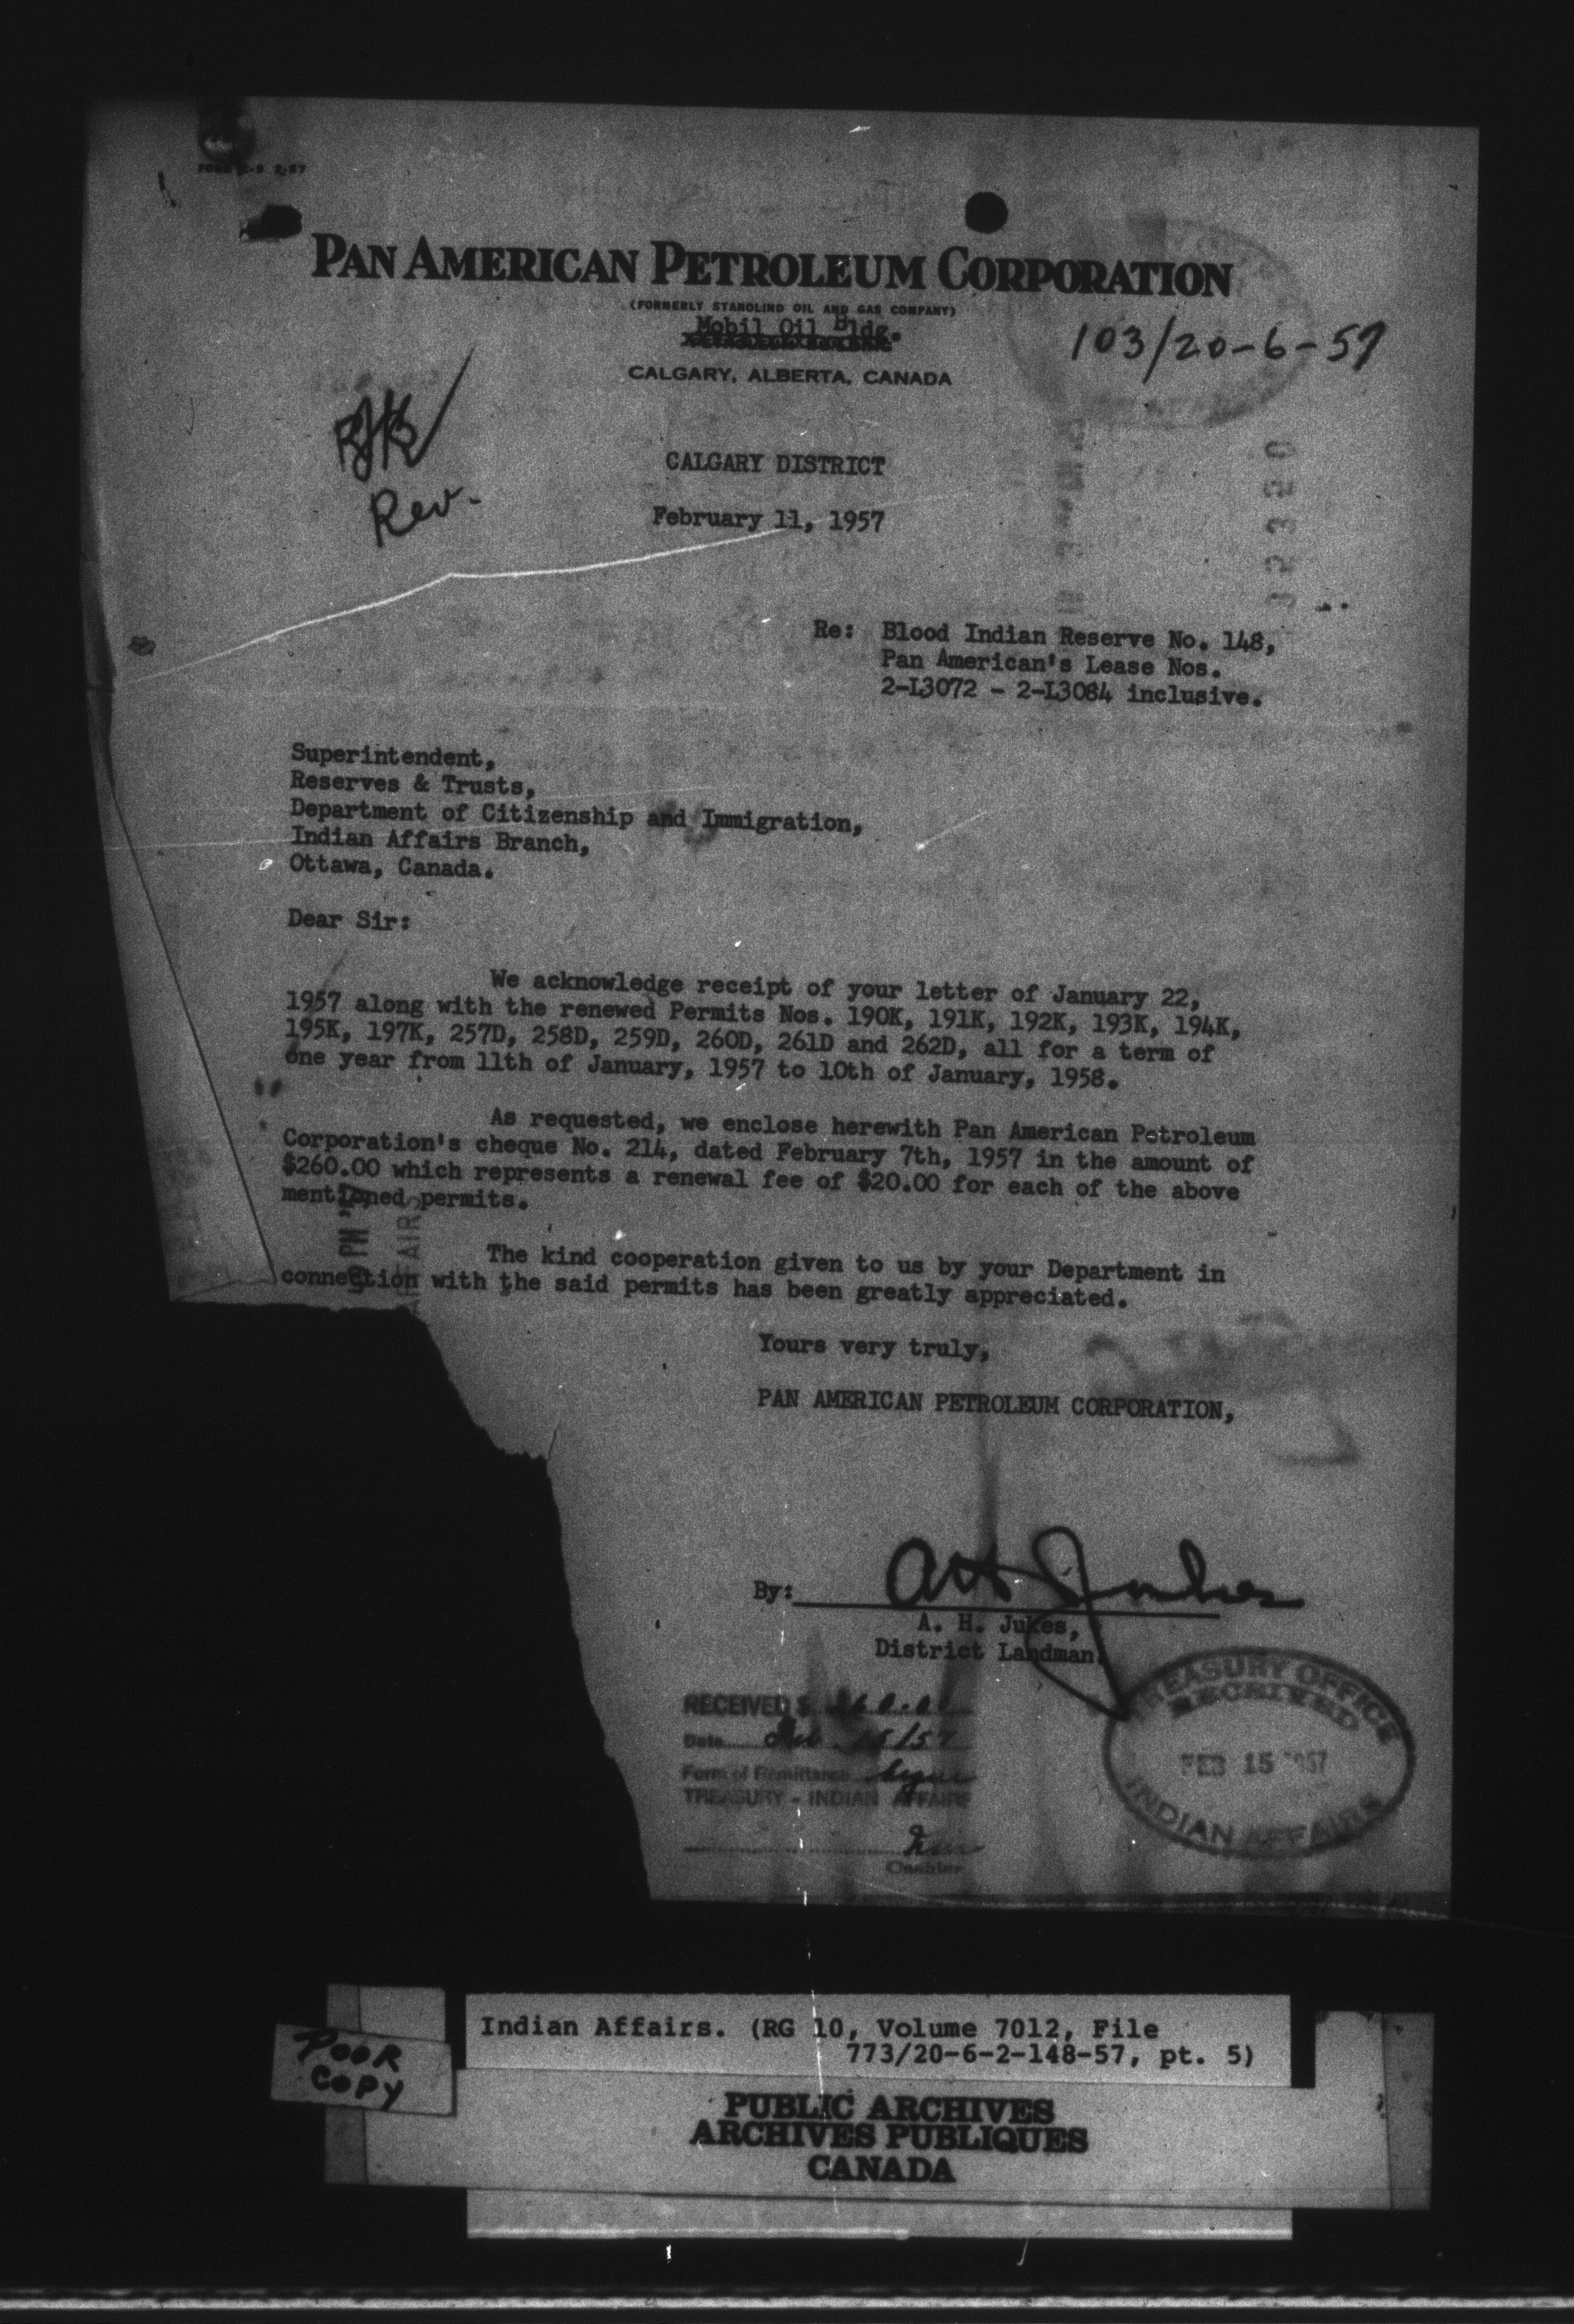 PAN AMERICAN PETROLEUM CORPORATION
(FORMERLY STANOLIND OIL AND GAS COMPANY)
Mobil Oil Bldg.
CALGARY, ALBERTA, CANADA
103/20-6-57
Rev.
CALGARY DISTRICT
February 11, 1957
32320
Re: Blood Indian Reserve No. 148,
Pan American's Lease Nos.
2-L3072 - 2-L3084 inclusive.
Superintendent,
Reserves & Trusts,
Department of Citizenship and Immigration,
Indian Affairs Branch,
Ottawa, Canada.
Dear Sir:
We acknowledge receipt of your letter of January 22,
1957 along with the renewed Permits Nos. 190K, 191K, 192K, 193K, 194K,
195K, 197K, 257D, 258D, 259D, 260D, 261D and 262D, all for a term of
one year from 11th of January, 1957 to 10th of January, 1958.
As requested, we enclose herewith Pan American Petroleum
Corporation's cheque No. 214, dated February 7th, 1957 in the amount of
$260.00 which represents a renewal fee of $20.00 for each of the above
mentioned permits.
The kind cooperation given to us by your Department in
connection with the said permits has been greatly appreciated.
Yours very truly,
PAN AMERICAN PETROLEUM CORPORATION,
By: A H Jukes
A. H. Jukes,
District Landman.
RECEIVED $ 260.00
Date Feb. 15/57
Form of Remittance
TREASURY - INDIAN AFFAIRS
Cashier
TREASURY OFFICE
RECEIVED
FEB 15 1957
INDIAN AFFAIRS
Indian Affairs. (RG 10, Volume 7012, File
773/20-6-2-148-57, pt. 5)
POOR
COPY
PUBLIC ARCHIVES
ARCHIVES PUBLIQUES
CANADA